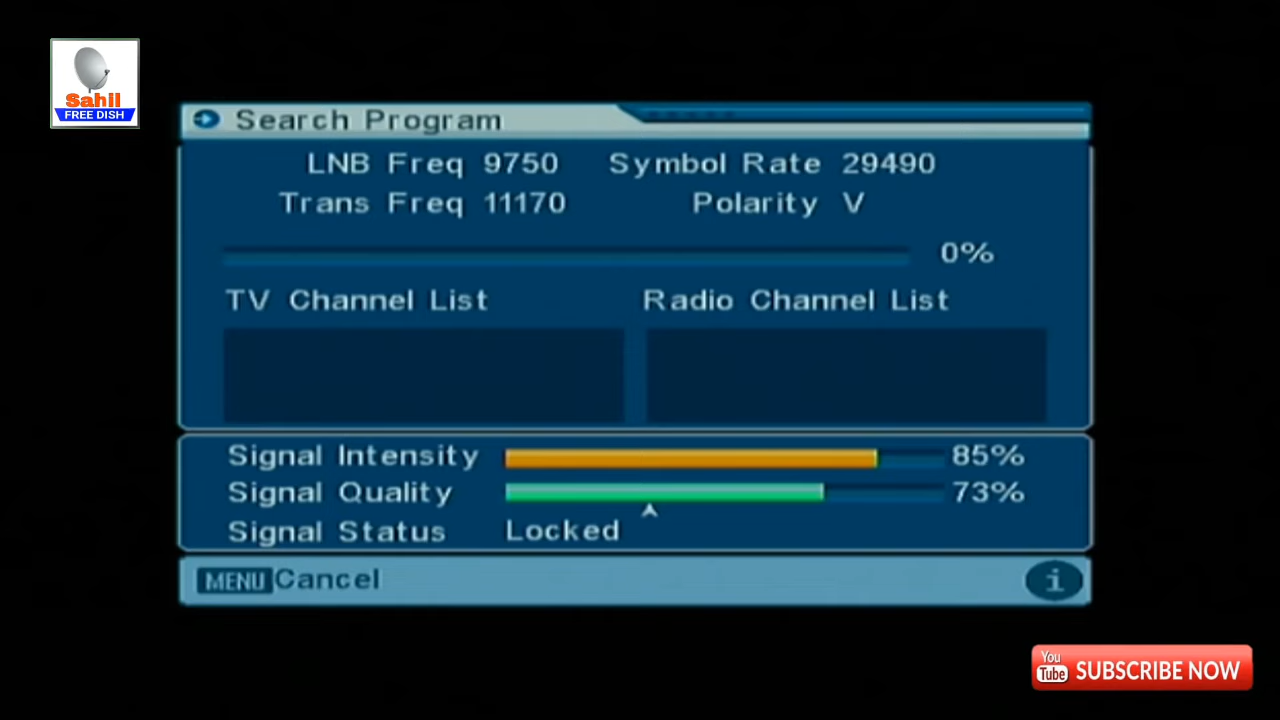 Sahil
FREE DISH
Search Program
LNB Freq 9750 Symbol Rate 29490
Trans Freq 11170 Polarity V
0%
TV Channel List Radio Channel List
Signal Intensity 85%
Signal Quality 73%
Signal Status Locked
MENU Cancel i
You Tube SUBSCRIBE NOW